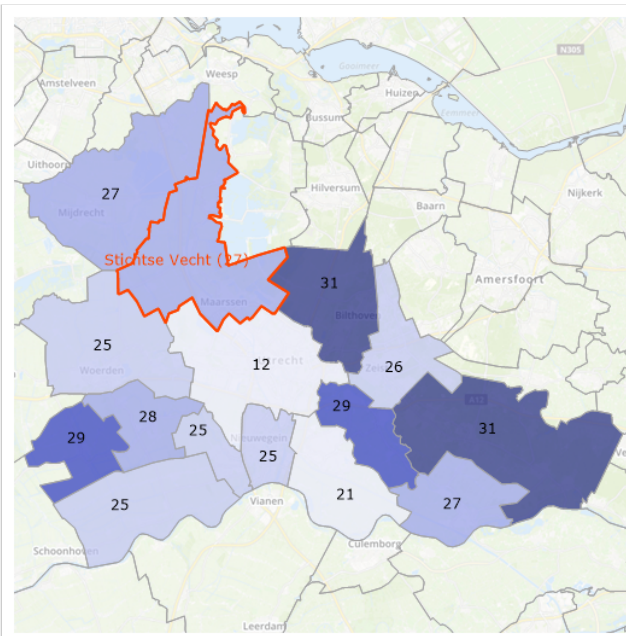 N305
Gooimeer
Weesp
Amstelveen
Huizen
Eemmeer
Bussum
Uithoorn
Hilversum
27
Nijkerk
Baarn
Mijdrecht
Stichtse Vecht (27)
Amersfoort
31
Maarssen
Bilthoven
25
12
26
Woerden
Zeist
A12
29
28
29
31
25
Nieuwegein
25
25
21
27
Vianen
Culemborg
Schoonhoven
Leerdam